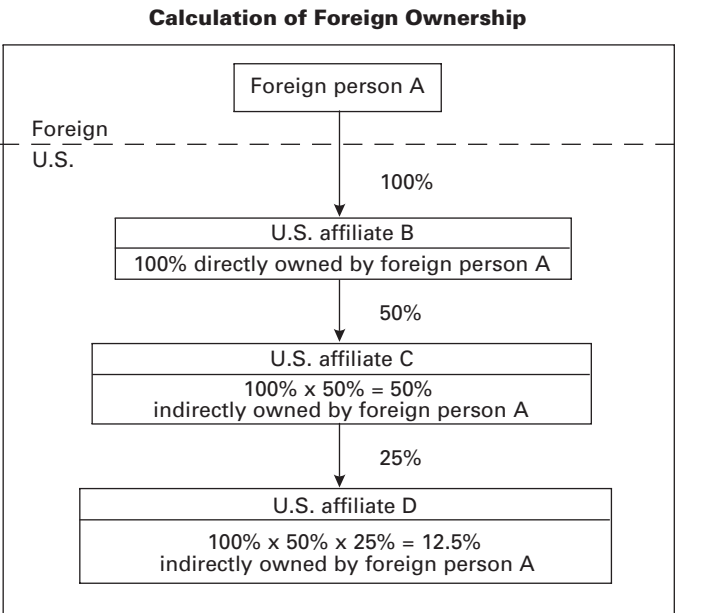 Calculation of Foreign Ownership
Foreign person A
Foreign
U.S.
100%
U.S. affiliate B
100% directly owned by foreign person A
50%
U.S. affiliate C
100% x 50% = 50%
indirectly owned by foreign person A
25%
U.S. affiliate D
100% x 50% x 25% = 12.5%
indirectly owned by foreign person A